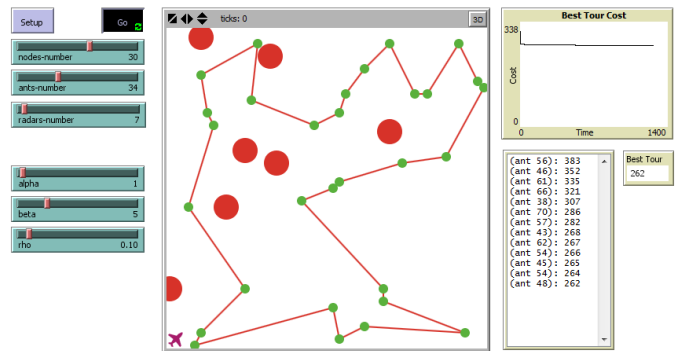 Setup
Go
nodes-number 30
ants-number 34
radars-number 7
alpha 1
beta 5
rho 0.10
ticks: 0
3D
Best Tour Cost
338
Cost
0
0 Time 1400
(ant 56): 383
(ant 46): 352
(ant 61): 335
(ant 66): 321
(ant 38): 307
(ant 70): 286
(ant 57): 282
(ant 43): 268
(ant 62): 267
(ant 54): 266
(ant 45): 265
(ant 54): 264
(ant 48): 262
Best Tour
262